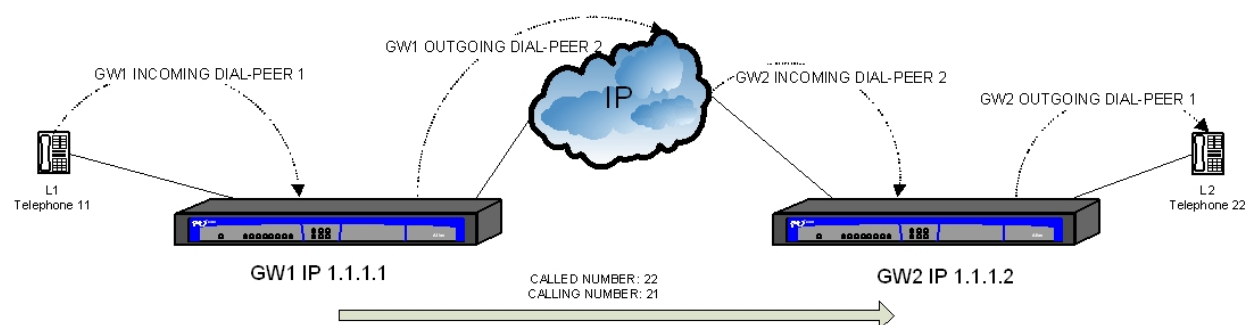 GW1 OUTGOING DIAL-PEER 2
GW1 INCOMING DIAL-PEER 1
IP
GW2 INCOMING DIAL-PEER 2
GW2 OUTGOING DIAL-PEER 1
L1
Telephone 11
L2
Telephone 22
GW1 IP 1.1.1.1
GW2 IP 1.1.1.2
CALLED NUMBER: 22
CALLING NUMBER: 21